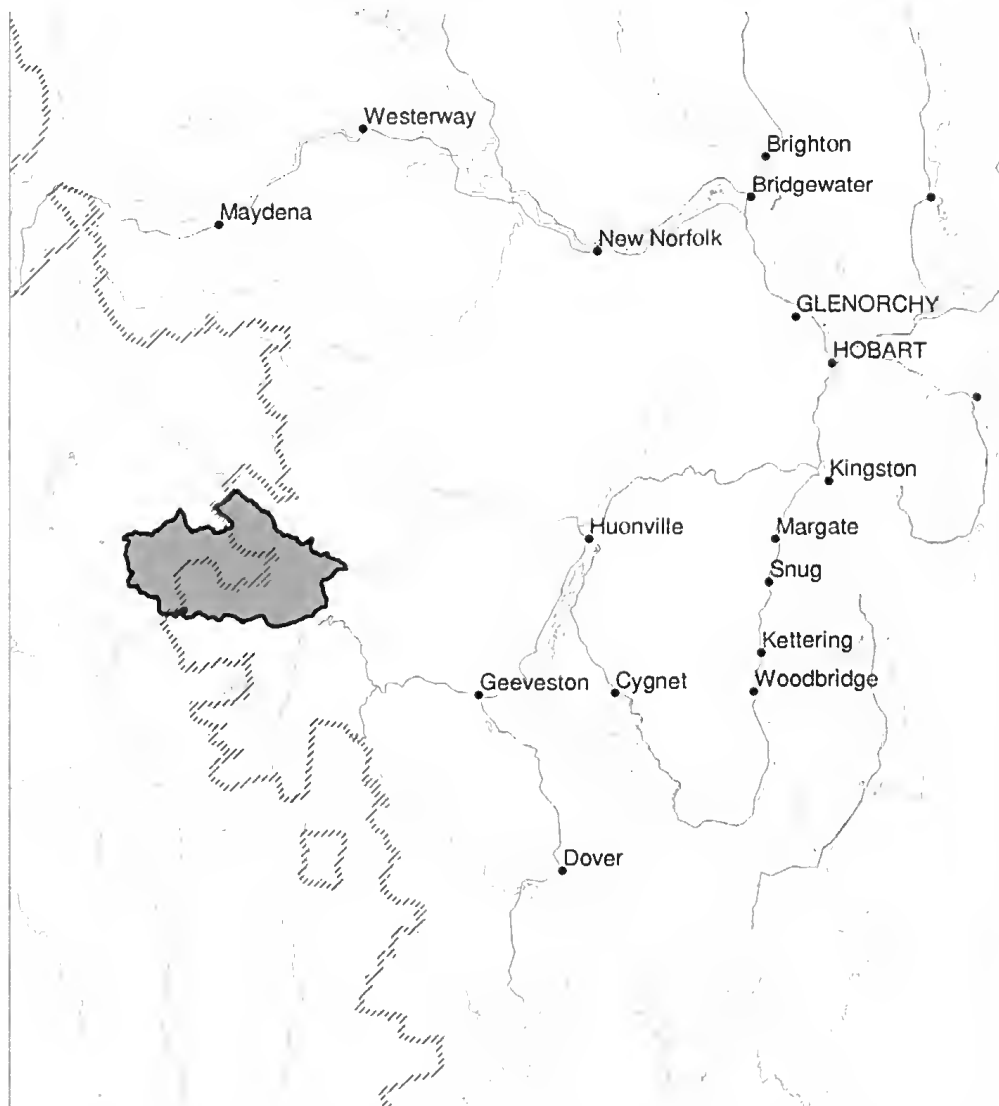 Westerway
Brighton
Bridgewater
Maydena
New Norfolk
GLENORCHY
HOBART
Kingston
Huonville
Margate
Snug
Kettering
Geeveston
Cygnet
Woodbridge
Dover